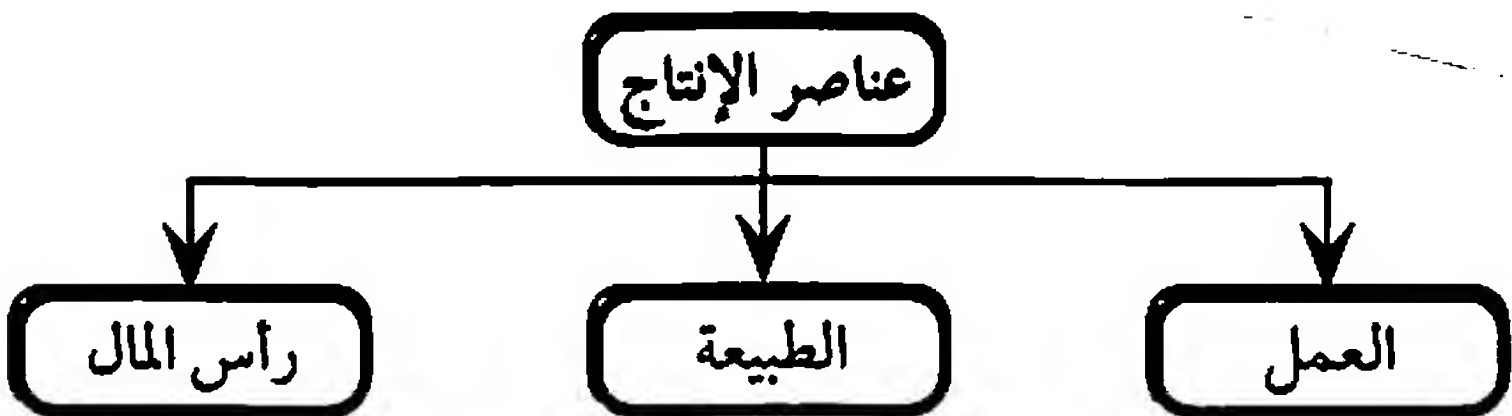 عناصر الإنتاج
العمل
الطبيعة
رأس المال